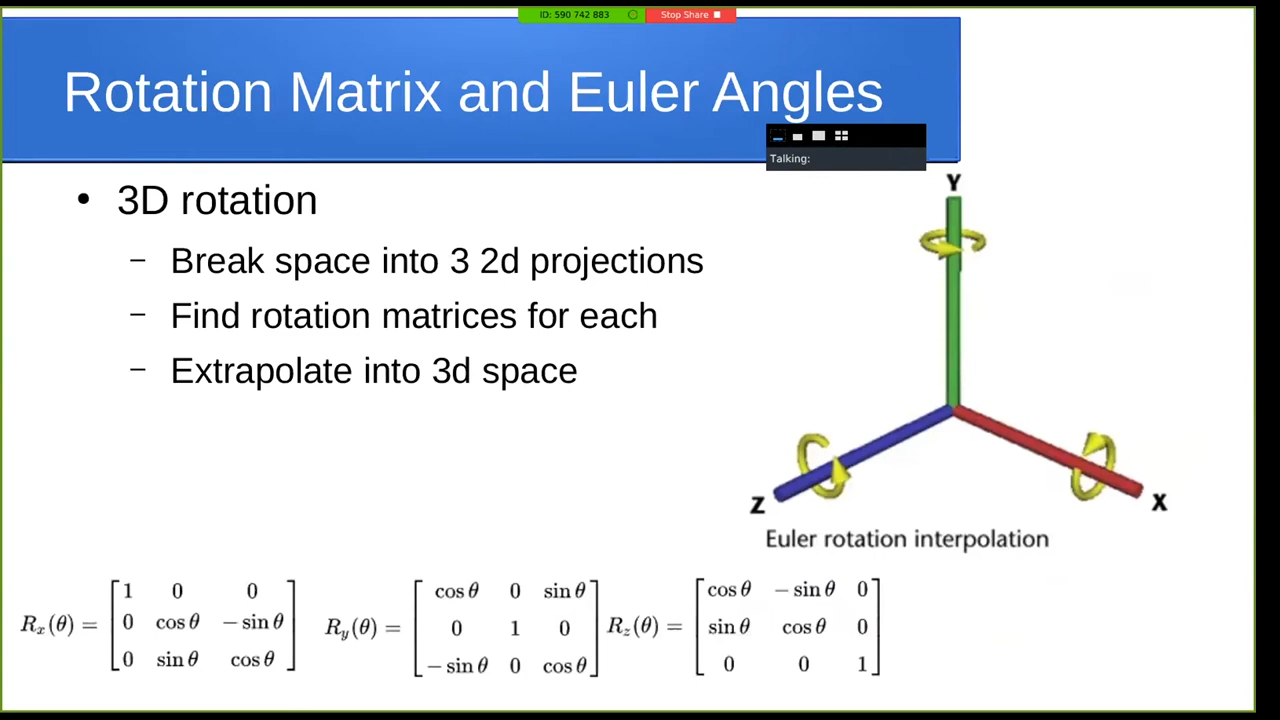 ID: 590 742 883 Stop Share
Rotation Matrix and Euler Angles
Talking:
• 3D rotation
– Break space into 3 2d projections
– Find rotation matrices for each
– Extrapolate into 3d space
Y
Z
X
Euler rotation interpolation
R_x(θ) = [1 0 0; 0 cos θ − sin θ; 0 sin θ cos θ]
R_y(θ) = [cos θ 0 sin θ; 0 1 0; − sin θ 0 cos θ]
R_z(θ) = [cos θ − sin θ 0; sin θ cos θ 0; 0 0 1]